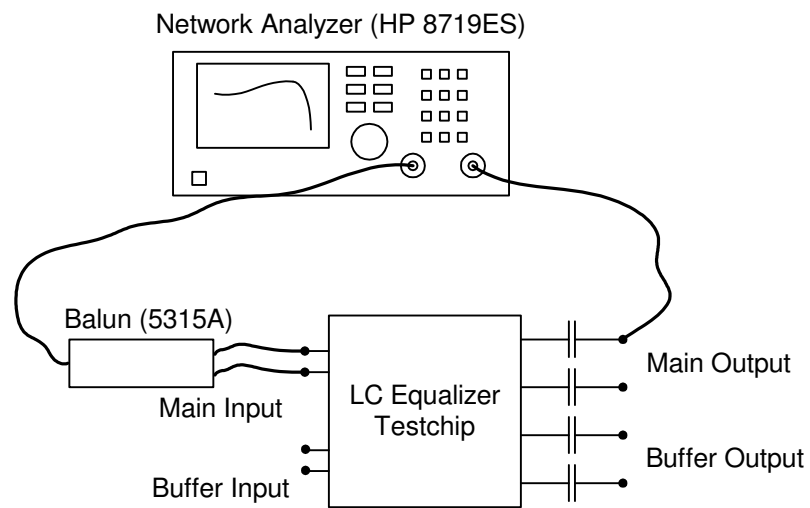 Network Analyzer (HP 8719ES)
Balun (5315A)
Main Input
Buffer Input
LC Equalizer
Testchip
Main Output
Buffer Output